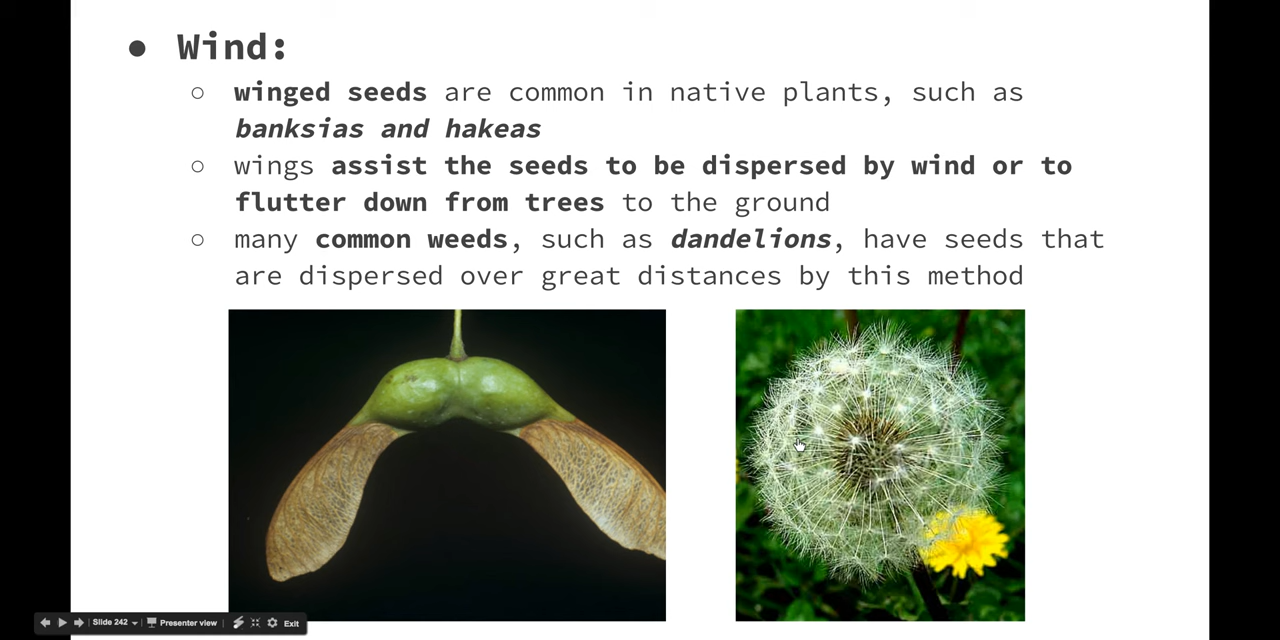 ● Wind:
○ winged seeds are common in native plants, such as
banksias and hakeas
○ wings assist the seeds to be dispersed by wind or to
flutter down from trees to the ground
○ many common weeds, such as dandelions, have seeds that
are dispersed over great distances by this method
Slide 242 Presenter view Exit